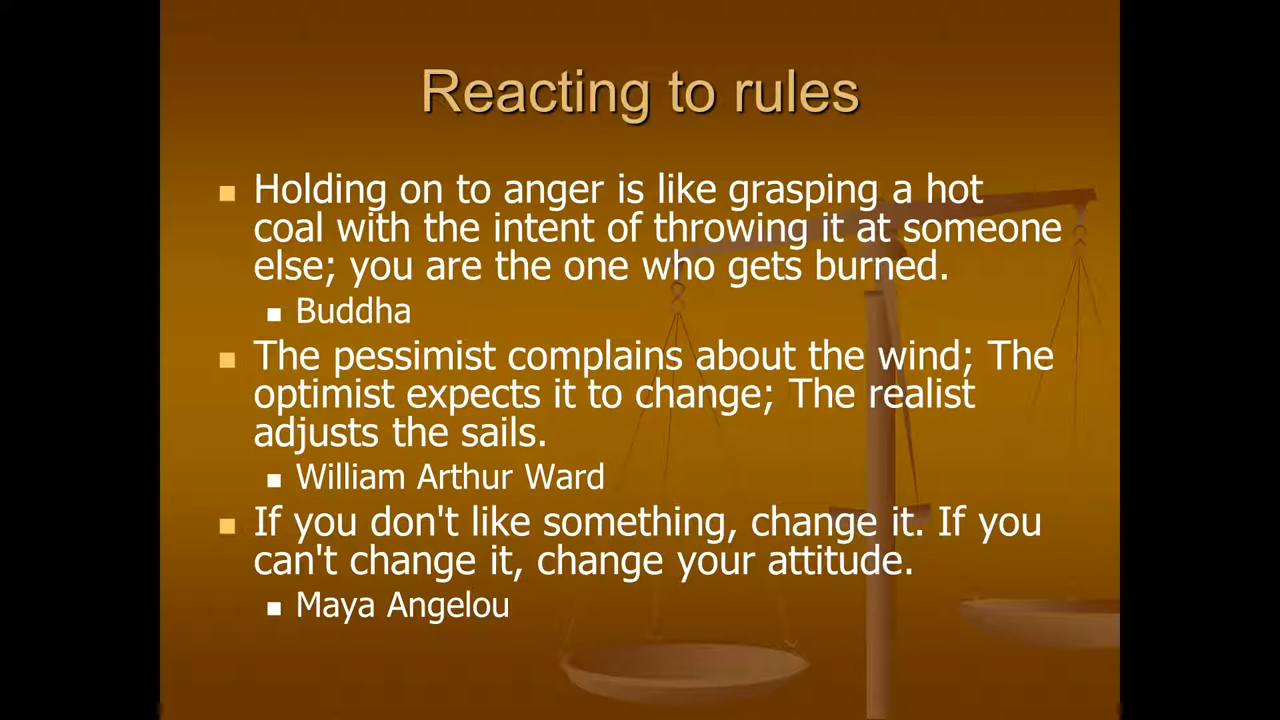 Reacting to rules
Holding on to anger is like grasping a hot
coal with the intent of throwing it at someone
else; you are the one who gets burned.
Buddha
The pessimist complains about the wind; The
optimist expects it to change; The realist
adjusts the sails.
William Arthur Ward
If you don't like something, change it. If you
can't change it, change your attitude.
Maya Angelou